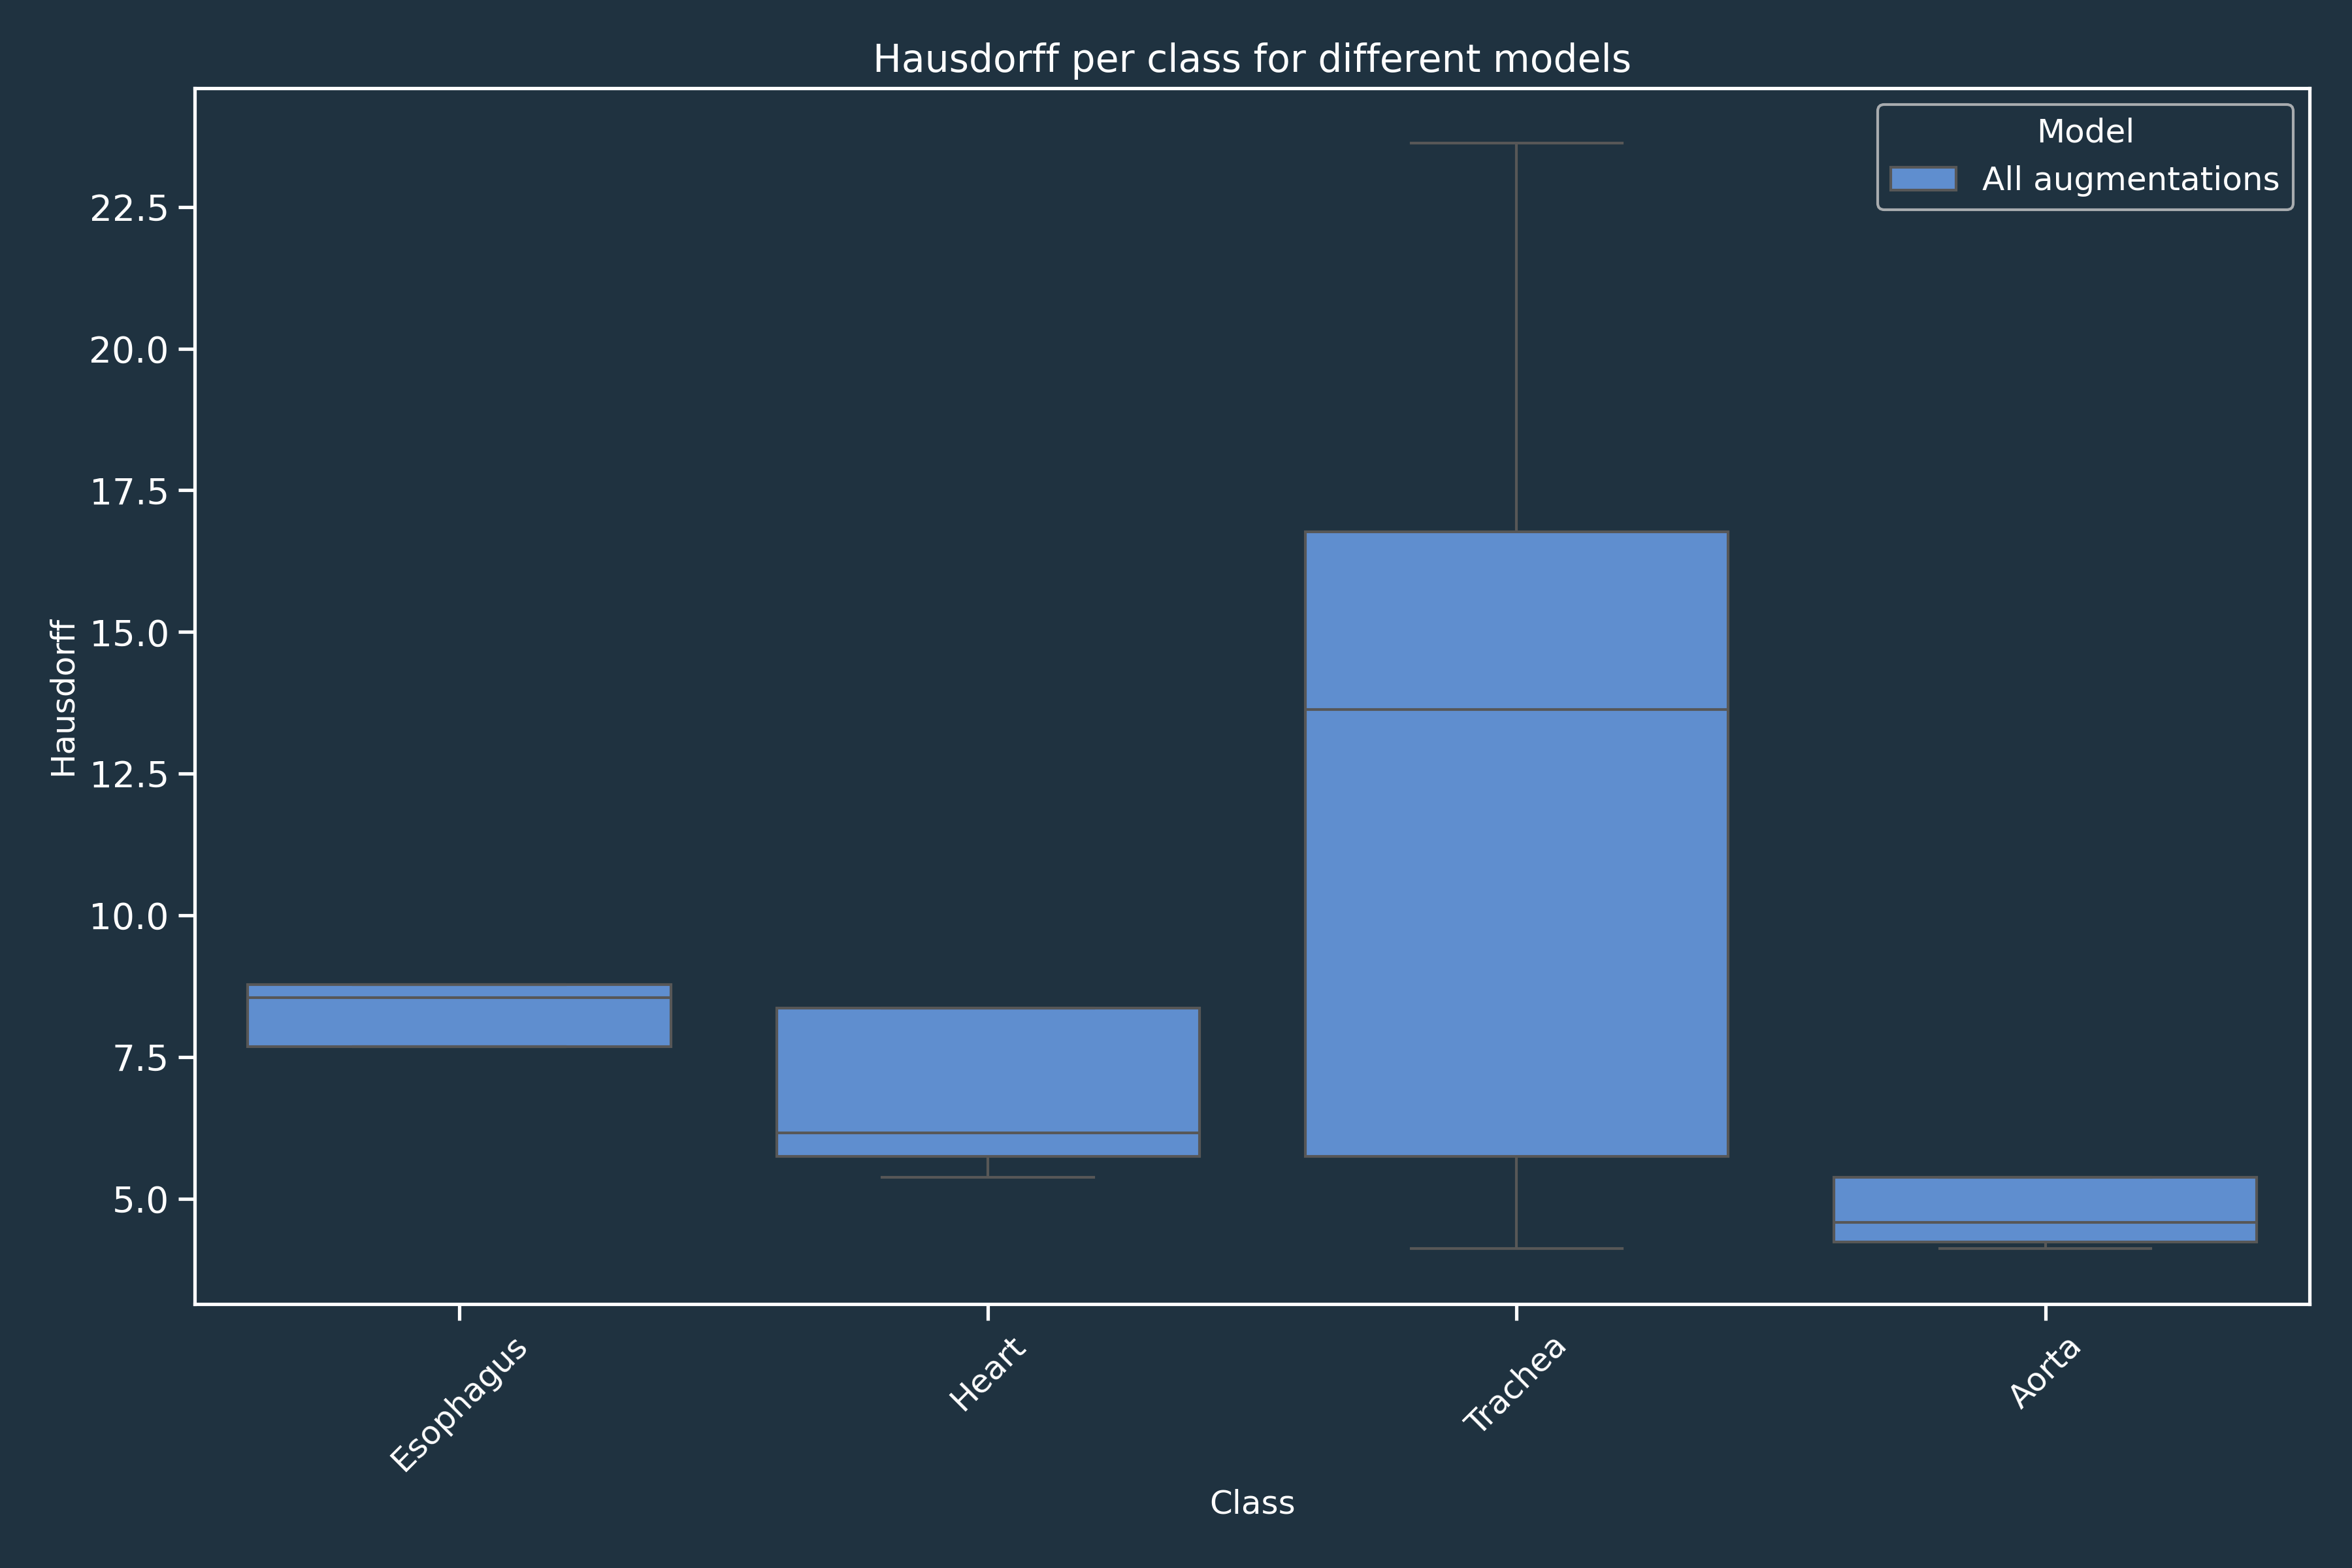 Hausdorff per class for different models
Model
All augmentations
22.5
20.0
17.5
15.0
12.5
10.0
7.5
5.0
Hausdorff
Esophagus
Heart
Trachea
Aorta
Class